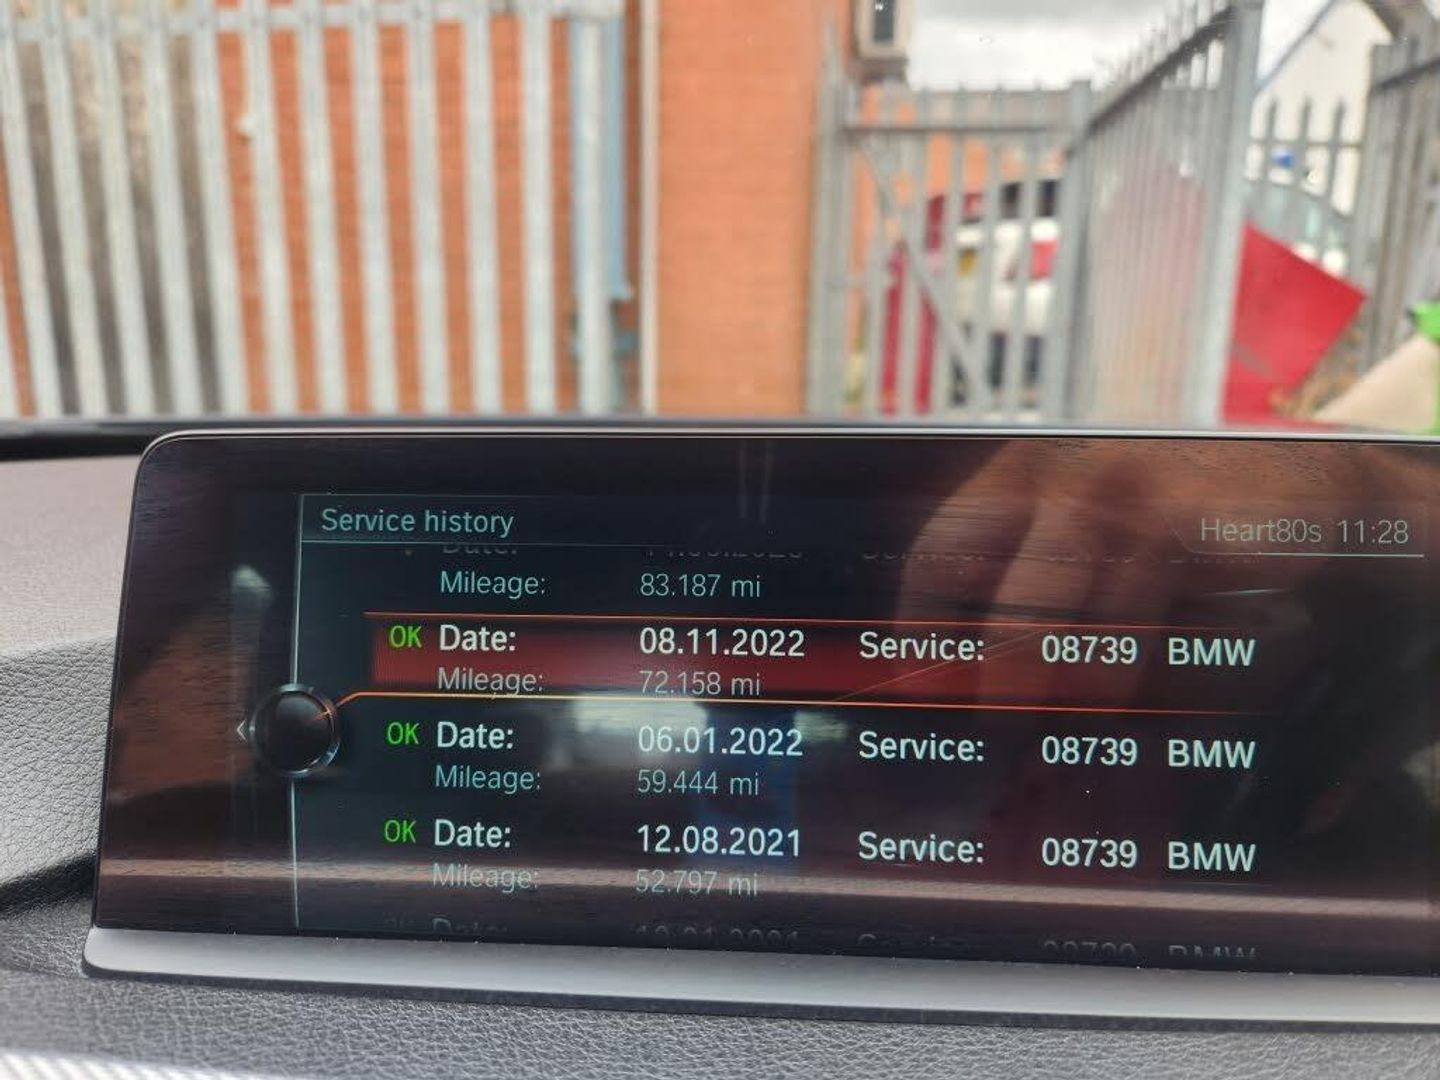 Service history
Heart80s 11:28
Mileage: 83.187 mi
OK Date: 08.11.2022 Service: 08739 BMW
Mileage: 72.158 mi
OK Date: 06.01.2022 Service: 08739 BMW
Mileage: 59.444 mi
OK Date: 12.08.2021 Service: 08739 BMW
Mileage: 52.797 mi